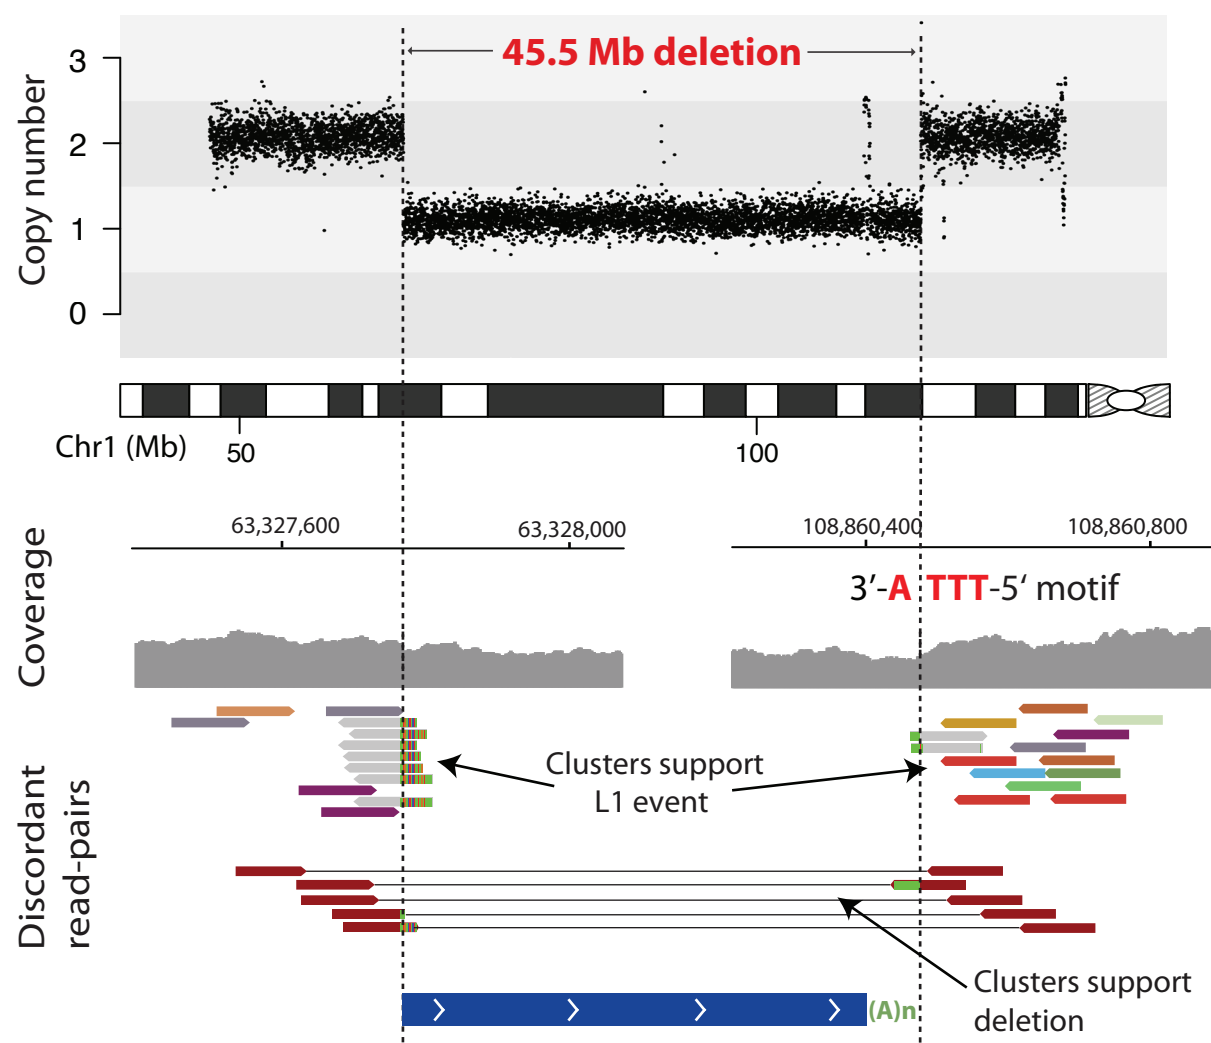 45.5 Mb deletion
Copy number
3
2
1
0
Chr1 (Mb)
50
100
63,327,600
63,328,000
108,860,400
108,860,800
Coverage
3’-A TTT-5‘ motif
Discordant
read-pairs
Clusters support
L1 event
Clusters support
deletion
(A)n